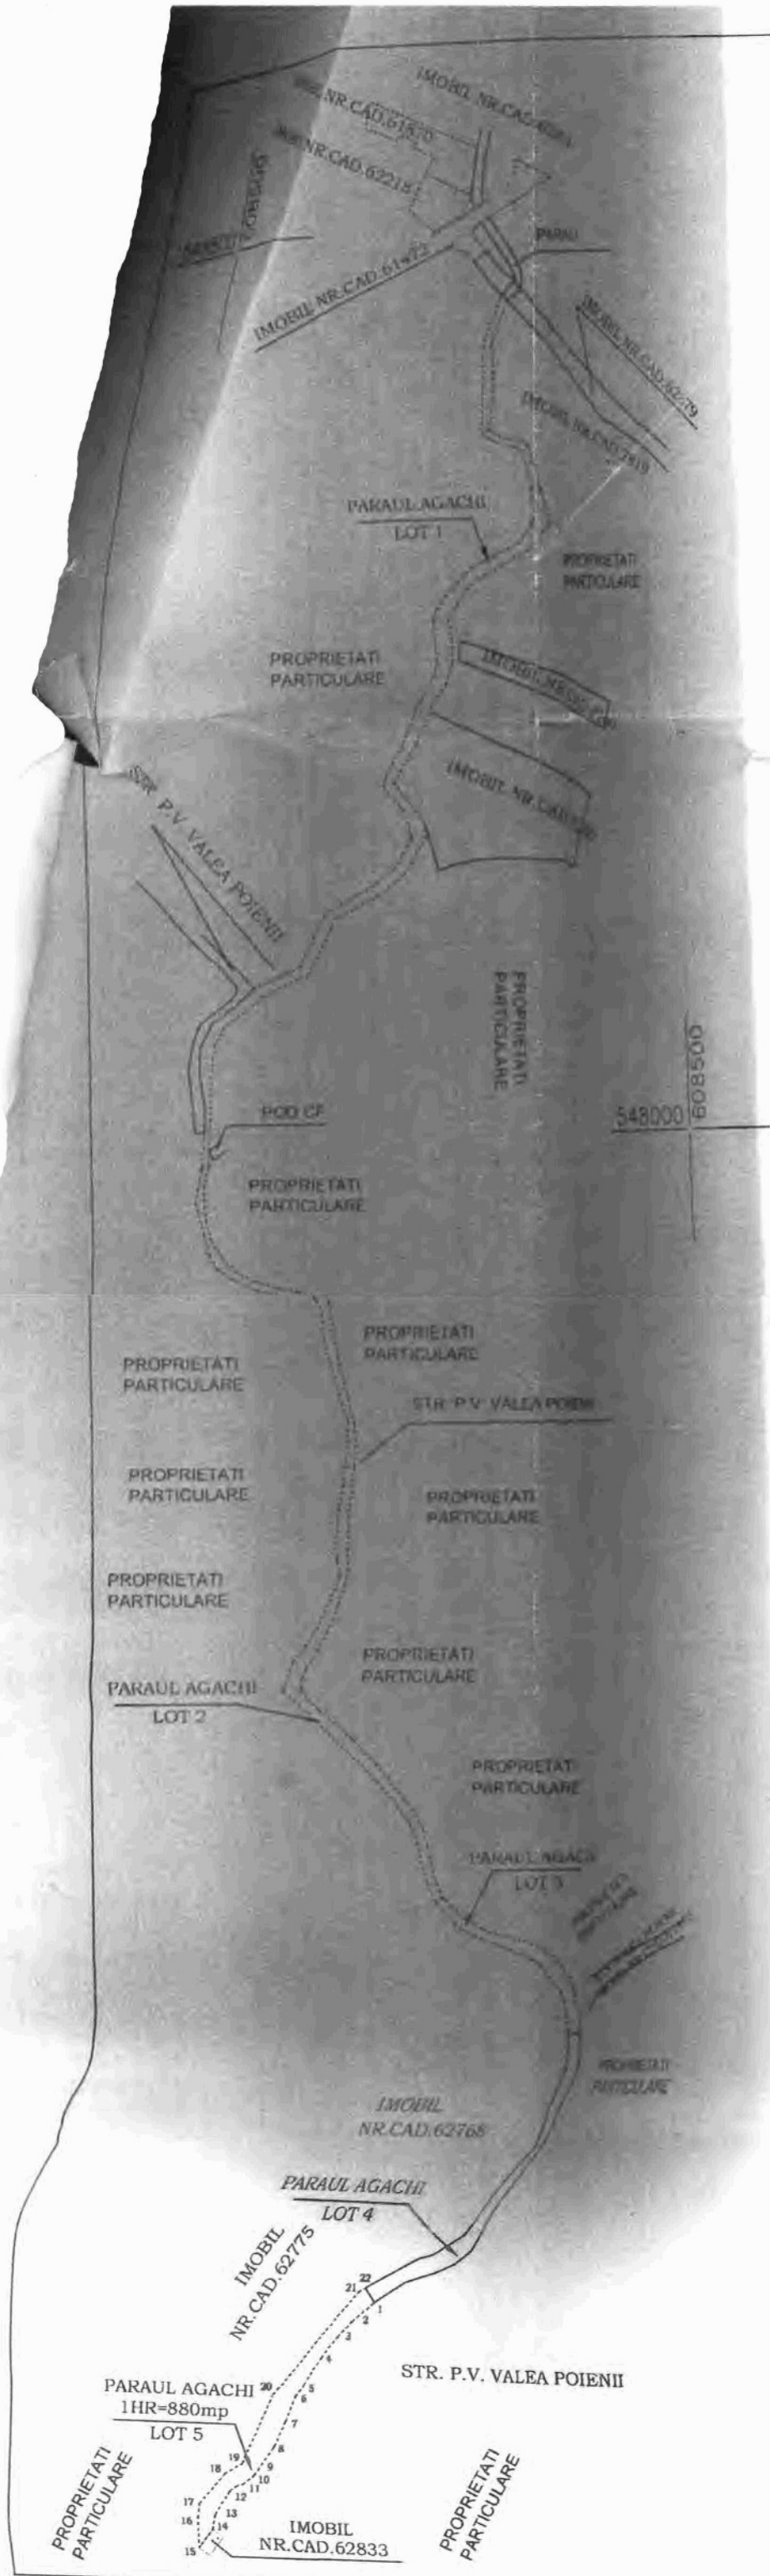 IMOBIL NR.CAD.
NR.CAD.61570
NR.CAD.62215
PARAU
IMOBIL NR.CAD.61472
IMOBIL NR.CAD.
IMOBIL NR.CAD.
PARAUL AGACHI
LOT 1
PROPRIETATI
PARTICULARE
PROPRIETATI
PARTICULARE
IMOBIL
IMOBIL NR.CAD.
STR. P.V. VALEA POIENII
PROPRIETATI
PARTICULARE
608500
548000
POD CF
PROPRIETATI
PARTICULARE
PROPRIETATI
PARTICULARE
PROPRIETATI
PARTICULARE
STR. P.V. VALEA POIENII
PROPRIETATI
PARTICULARE
PROPRIETATI
PARTICULARE
PROPRIETATI
PARTICULARE
PROPRIETATI
PARTICULARE
PARAUL AGACHI
LOT 2
PROPRIETATI
PARTICULARE
PARAUL AGACHI
LOT 3
PROPRIETATI
PARTICULARE
IMOBIL
NR.CAD.62768
PARAUL AGACHI
LOT 4
IMOBIL
NR.CAD.62775
22
21
1
2
3
4
STR. P.V. VALEA POIENII
20
5
6
PARAUL AGACHI
1HR=880mp
LOT 5
7
8
19
9
18
10
11
12
17
13
16
14
15
PROPRIETATI
PARTICULARE
IMOBIL
NR.CAD.62833
PROPRIETATI
PARTICULARE